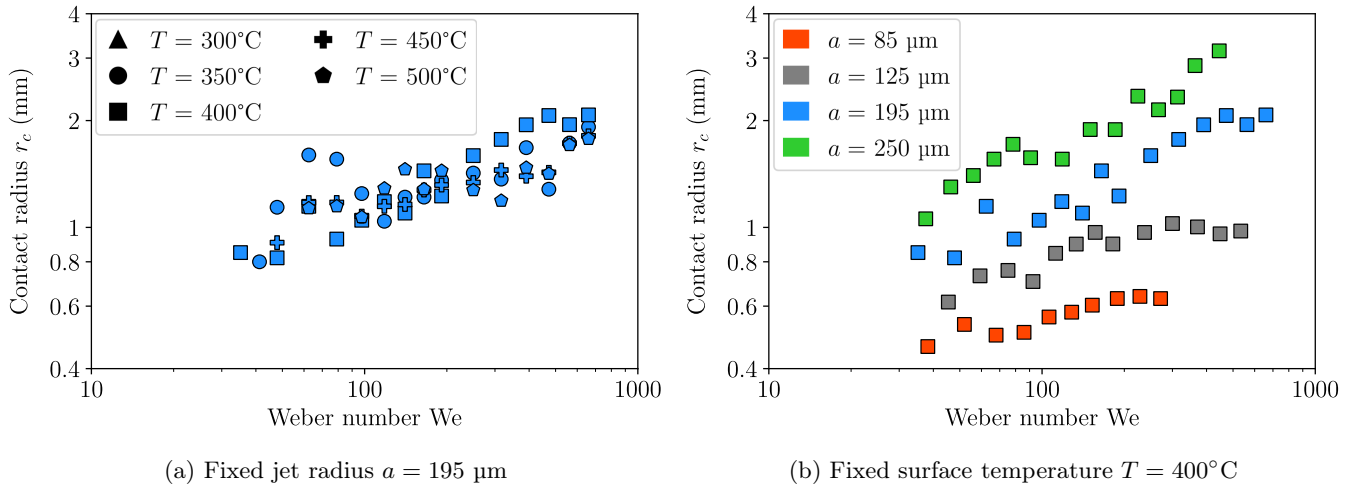 4
2
1
0.8
0.6
0.4
Contact radius r_c (mm)
T = 300°C
T = 350°C
T = 400°C
T = 450°C
T = 500°C
10
100
1000
Weber number We
(a) Fixed jet radius a = 195 µm
4
2
1
0.8
0.6
0.4
Contact radius r_c (mm)
a = 85 µm
a = 125 µm
a = 195 µm
a = 250 µm
10
100
1000
Weber number We
(b) Fixed surface temperature T = 400°C